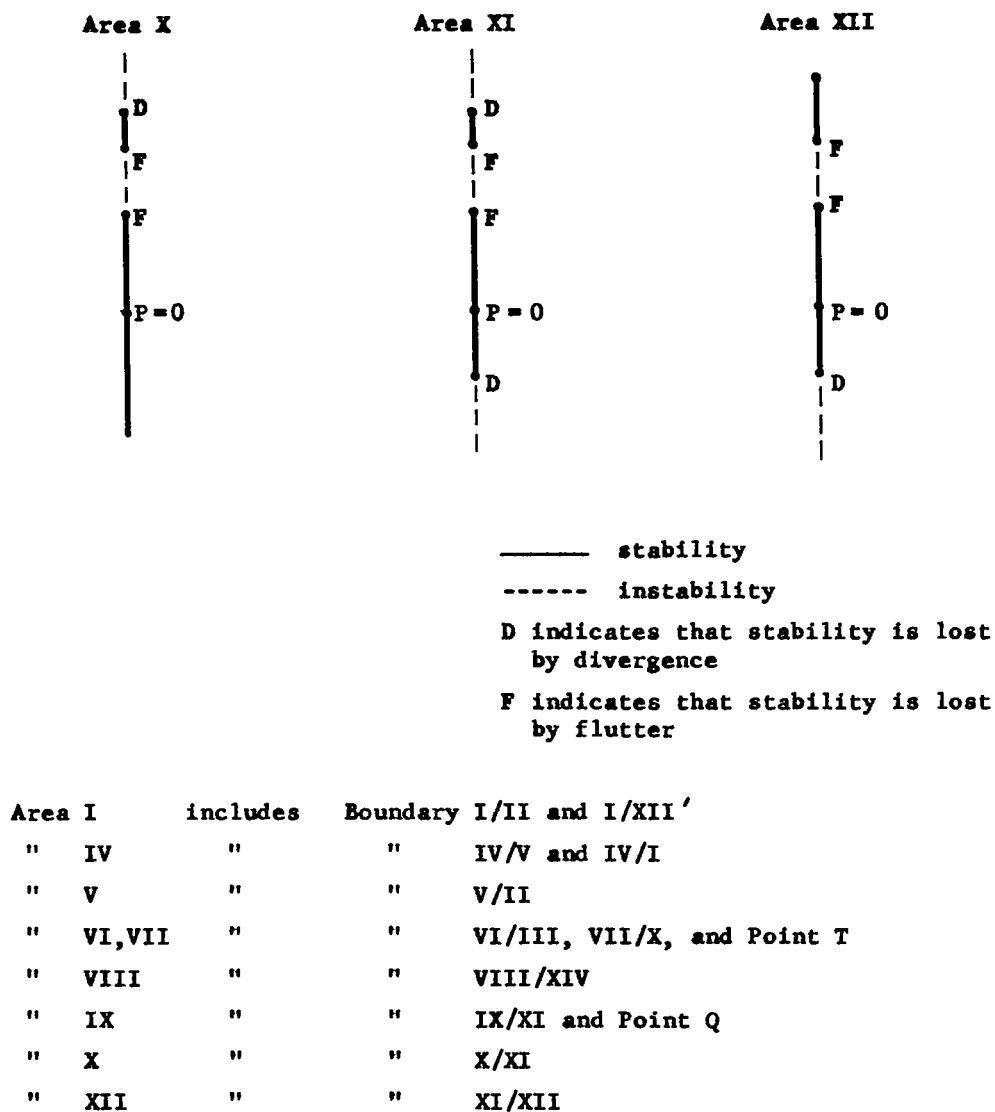 Area X Area XI Area XII
D D
F F F
F F F
P=0 P = 0 P = 0
D D
stability
instability
D indicates that stability is lost
by divergence
F indicates that stability is lost
by flutter
Area I includes Boundary I/II and I/XII'
" IV " " IV/V and IV/I
" V " " V/II
" VI,VII " " VI/III, VII/X, and Point T
" VIII " " VIII/XIV
" IX " " IX/XI and Point Q
" X " " X/XI
" XII " " XI/XII